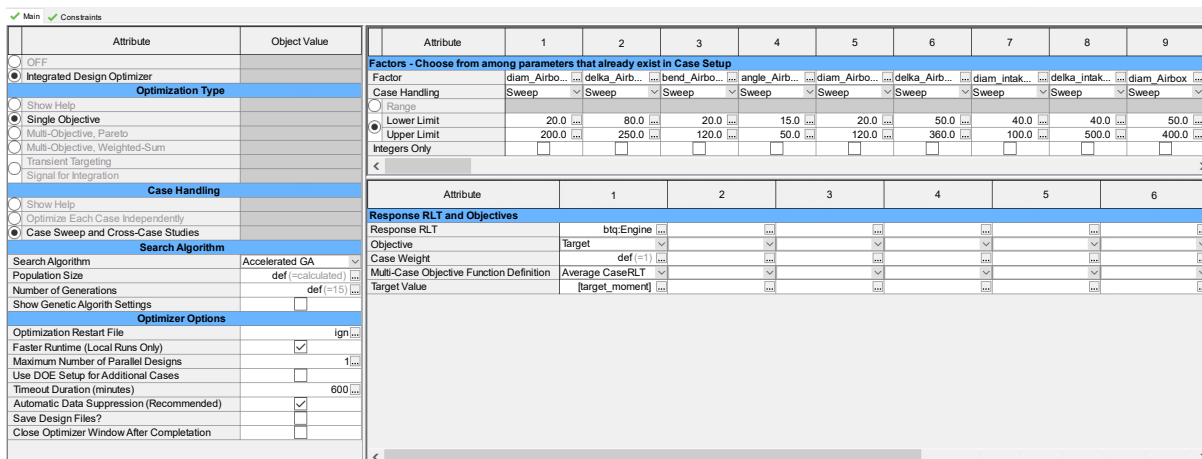 Main Constraints
Attribute Object Value
OFF
Integrated Design Optimizer
Optimization Type
Show Help
Single Objective
Multi-Objective, Pareto
Multi-Objective, Weighted-Sum
Transient Targeting
Signal for Integration
Case Handling
Show Help
Optimize Each Case Independently
Case Sweep and Cross-Case Studies
Search Algorithm
Search Algorithm Accelerated GA
Population Size def (=calculated) ...
Number of Generations def (=15) ...
Show Genetic Algorith Settings
Optimizer Options
Optimization Restart File ign ...
Faster Runtime (Local Runs Only)
Maximum Number of Parallel Designs 1 ...
Use DOE Setup for Additional Cases
Timeout Duration (minutes) 600 ...
Automatic Data Suppression (Recommended)
Save Design Files?
Close Optimizer Window After Completion
Attribute 1 2 3 4 5 6 7 8 9
Factors - Choose from among parameters that already exist in Case Setup
Factor diam_Airbo... ... delka_Airb... ... bend_Airbo... ... angle_Airb... ... diam_Airbo... ... delka_Airb... ... diam_intak... ... delka_intak... ... diam_Airbox ...
Case Handling Sweep Sweep Sweep Sweep Sweep Sweep Sweep Sweep Sweep
Range
Lower Limit 20.0 ... 80.0 ... 20.0 ... 15.0 ... 20.0 ... 50.0 ... 40.0 ... 40.0 ... 50.0 ...
Upper Limit 200.0 ... 250.0 ... 120.0 ... 50.0 ... 120.0 ... 360.0 ... 100.0 ... 500.0 ... 400.0 ...
Integers Only
Attribute 1 2 3 4 5 6
Response RLT and Objectives
Response RLT btq:Engine ... ... ... ... ... ...
Objective Target
Case Weight def (=1) ... ... ... ... ... ...
Multi-Case Objective Function Definition Average CaseRLT
Target Value [target_moment] ... ... ... ... ... ...